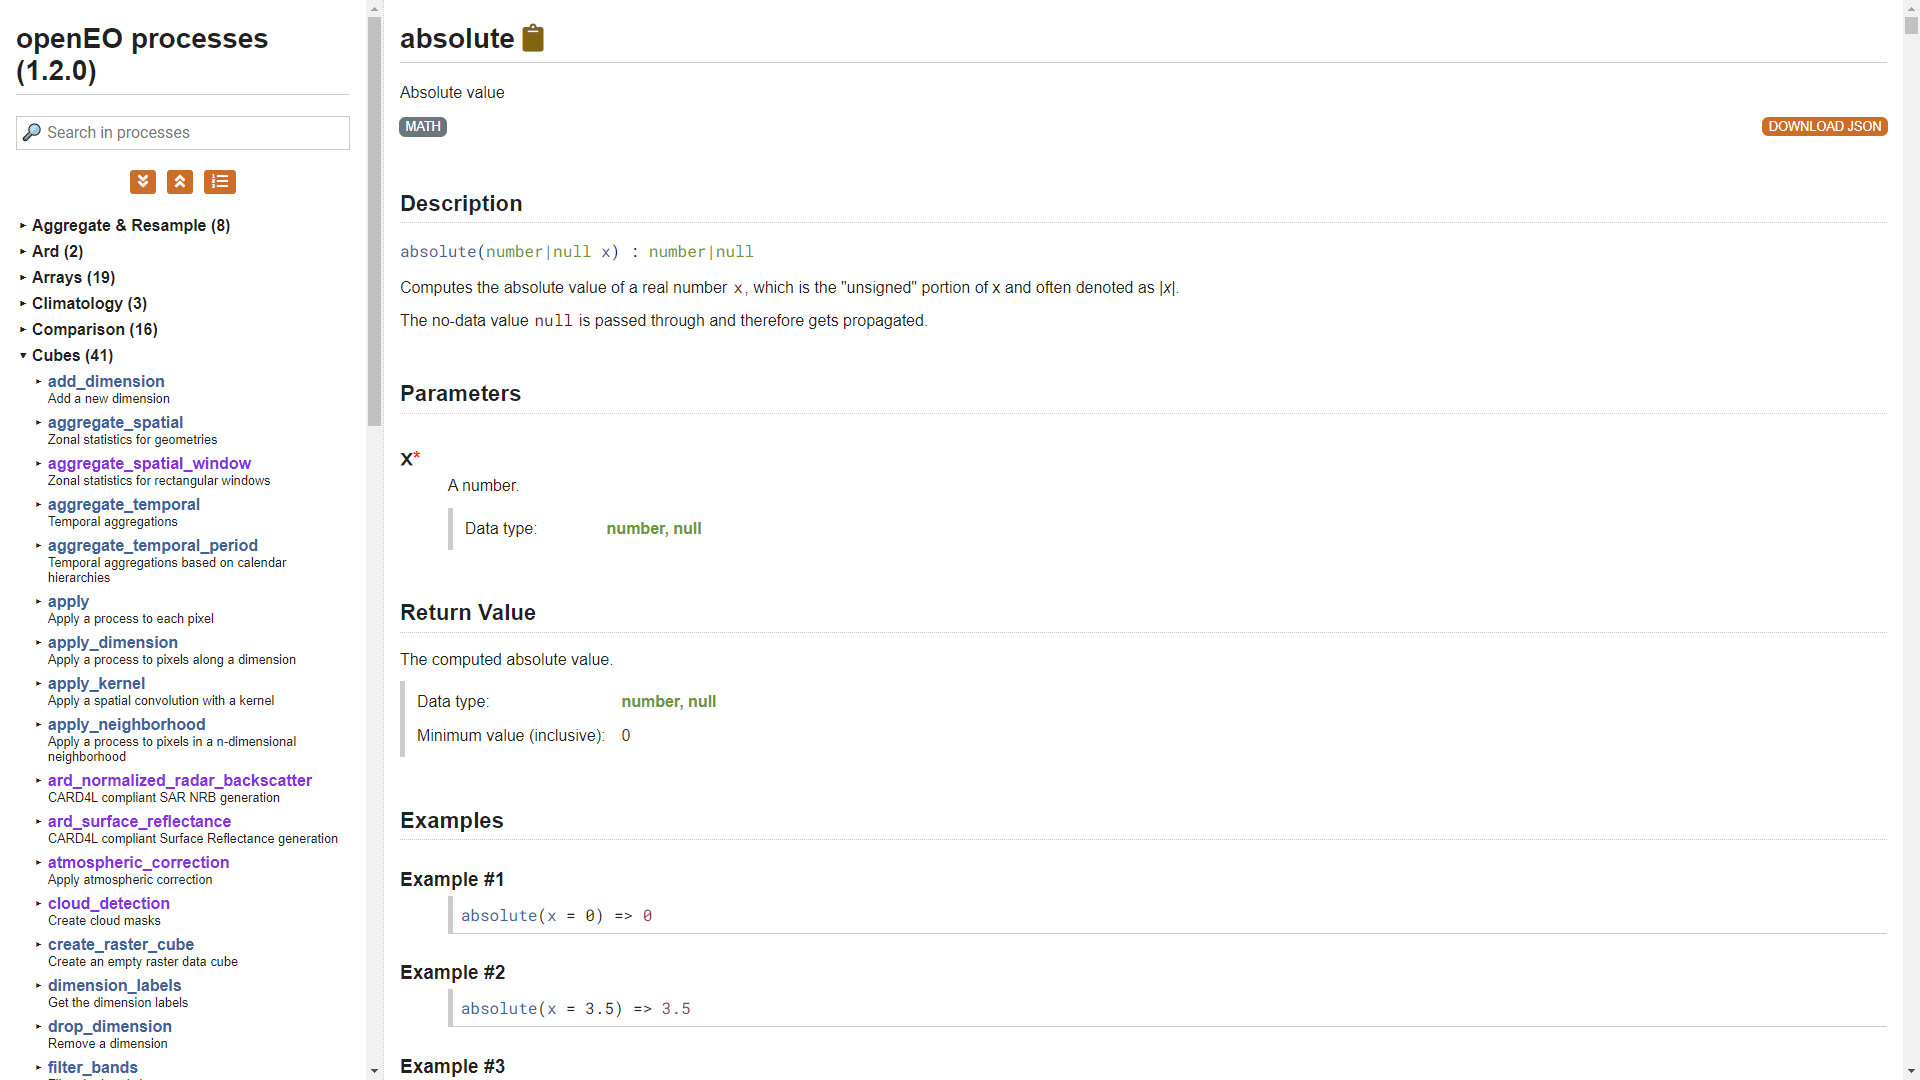 openEO processes
(1.2.0)
Search in processes
Aggregate & Resample (8)
Ard (2)
Arrays (19)
Climatology (3)
Comparison (16)
Cubes (41)
add_dimension
Add a new dimension
aggregate_spatial
Zonal statistics for geometries
aggregate_spatial_window
Zonal statistics for rectangular windows
aggregate_temporal
Temporal aggregations
aggregate_temporal_period
Temporal aggregations based on calendar
hierarchies
apply
Apply a process to each pixel
apply_dimension
Apply a process to pixels along a dimension
apply_kernel
Apply a spatial convolution with a kernel
apply_neighborhood
Apply a process to pixels in a n-dimensional
neighborhood
ard_normalized_radar_backscatter
CARD4L compliant SAR NRB generation
ard_surface_reflectance
CARD4L compliant Surface Reflectance generation
atmospheric_correction
Apply atmospheric correction
cloud_detection
Create cloud masks
create_raster_cube
Create an empty raster data cube
dimension_labels
Get the dimension labels
drop_dimension
Remove a dimension
filter_bands
absolute
Absolute value
MATH
DOWNLOAD JSON
Description
absolute(number|null x) : number|null
Computes the absolute value of a real number x, which is the "unsigned" portion of x and often denoted as |x|.
The no-data value null is passed through and therefore gets propagated.
Parameters
x*
A number.
Data type: number, null
Return Value
The computed absolute value.
Data type: number, null
Minimum value (inclusive): 0
Examples
Example #1
absolute(x = 0) => 0
Example #2
absolute(x = 3.5) => 3.5
Example #3